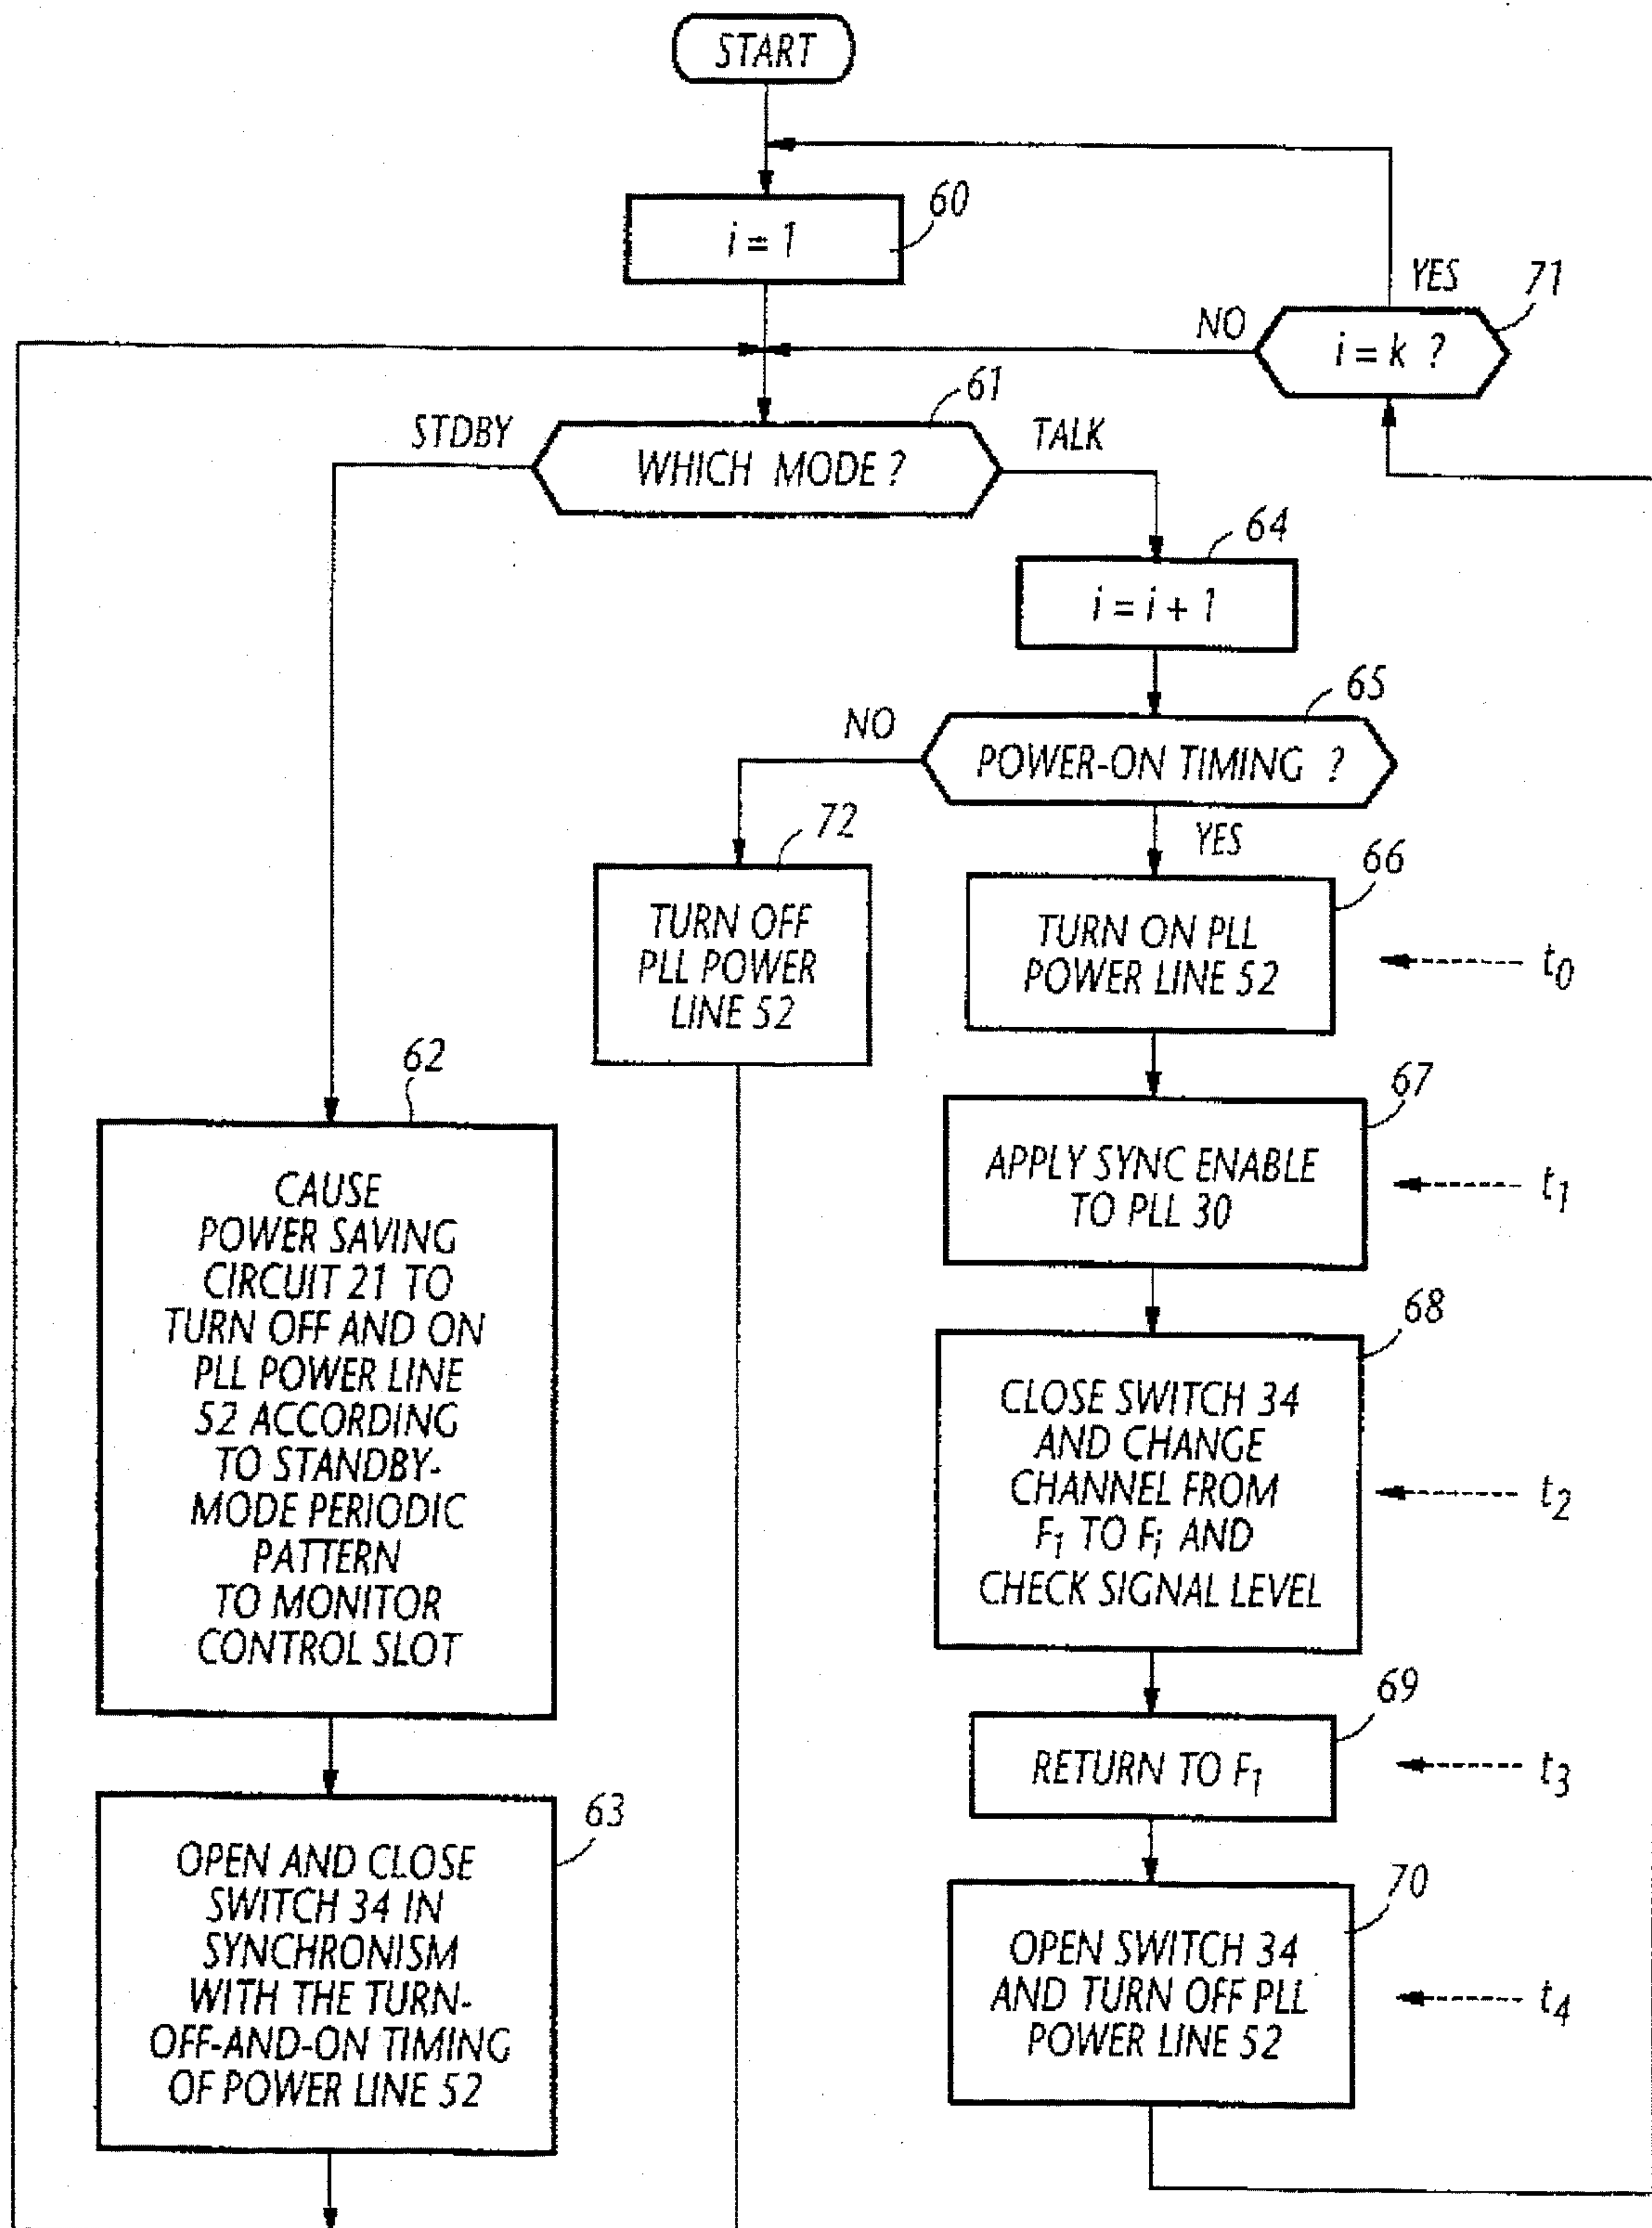 START
60
i = 1
YES
71
NO
i = k ?
61
STDBY
TALK
WHICH MODE ?
64
i = i + 1
65
NO
POWER-ON TIMING ?
72
YES
66
TURN OFF
PLL POWER
LINE 52
TURN ON PLL
POWER LINE 52
t0
62
67
CAUSE
POWER SAVING
CIRCUIT 21 TO
TURN OFF AND ON
PLL POWER LINE
52 ACCORDING
TO STANDBY-
MODE PERIODIC
PATTERN
TO MONITOR
CONTROL SLOT
APPLY SYNC ENABLE
TO PLL 30
t1
68
CLOSE SWITCH 34
AND CHANGE
CHANNEL FROM
F1 TO Fi AND
CHECK SIGNAL LEVEL
t2
69
RETURN TO F1
t3
63
OPEN AND CLOSE
SWITCH 34 IN
SYNCHRONISM
WITH THE TURN-
OFF-AND-ON TIMING
OF POWER LINE 52
70
OPEN SWITCH 34
AND TURN OFF PLL
POWER LINE 52
t4